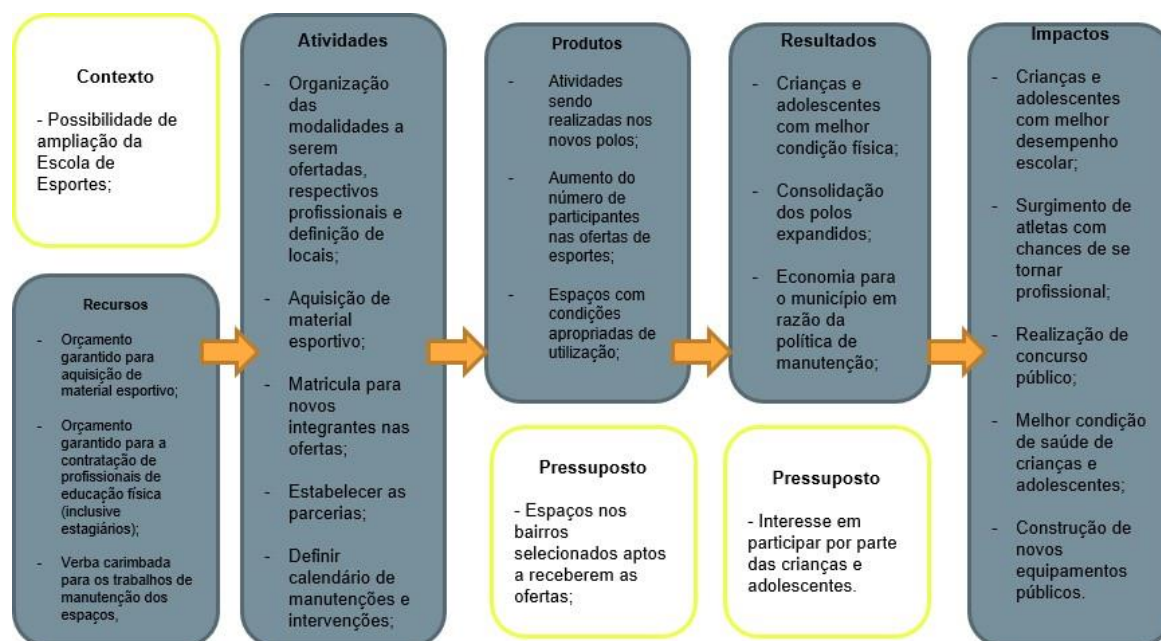 Contexto
- Possibilidade de
ampliação da
Escola de
Esportes;
Recursos
- Orçamento
garantido para
aquisição de
material esportivo;
- Orçamento
garantido para a
contratação de
profissionais de
educação física
(inclusive
estagiários);
- Verba carimbada
para os trabalhos de
manutenção dos
espaços,
Atividades
- Organização
das
modalidades a
serem
ofertadas,
respectivos
profissionais e
definição de
locais;
- Aquisição de
material
esportivo;
- Matricula para
novos
integrantes nas
ofertas;
- Estabelecer as
parcerias;
- Definir
calendário de
manutenções e
intervenções;
Produtos
- Atividades
sendo
realizadas nos
novos polos;
- Aumento do
número de
participantes
nas ofertas de
esportes;
- Espaços com
condições
apropriadas de
utilização;
Pressuposto
- Espaços nos
bairros
selecionados aptos
a receberem as
ofertas;
Resultados
- Crianças e
adolescentes
com melhor
condição física;
- Consolidação
dos polos
expandidos;
- Economia para
o município em
razão da
política de
manutenção;
Pressuposto
- Interesse em
participar por parte
das crianças e
adolescentes.
Impactos
- Crianças e
adolescentes
com melhor
desempenho
escolar;
- Surgimento de
atletas com
chances de se
tornar
profissional;
- Realização de
concurso
público;
- Melhor condição
de saúde de
crianças e
adolescentes;
- Construção de
novos
equipamentos
públicos.